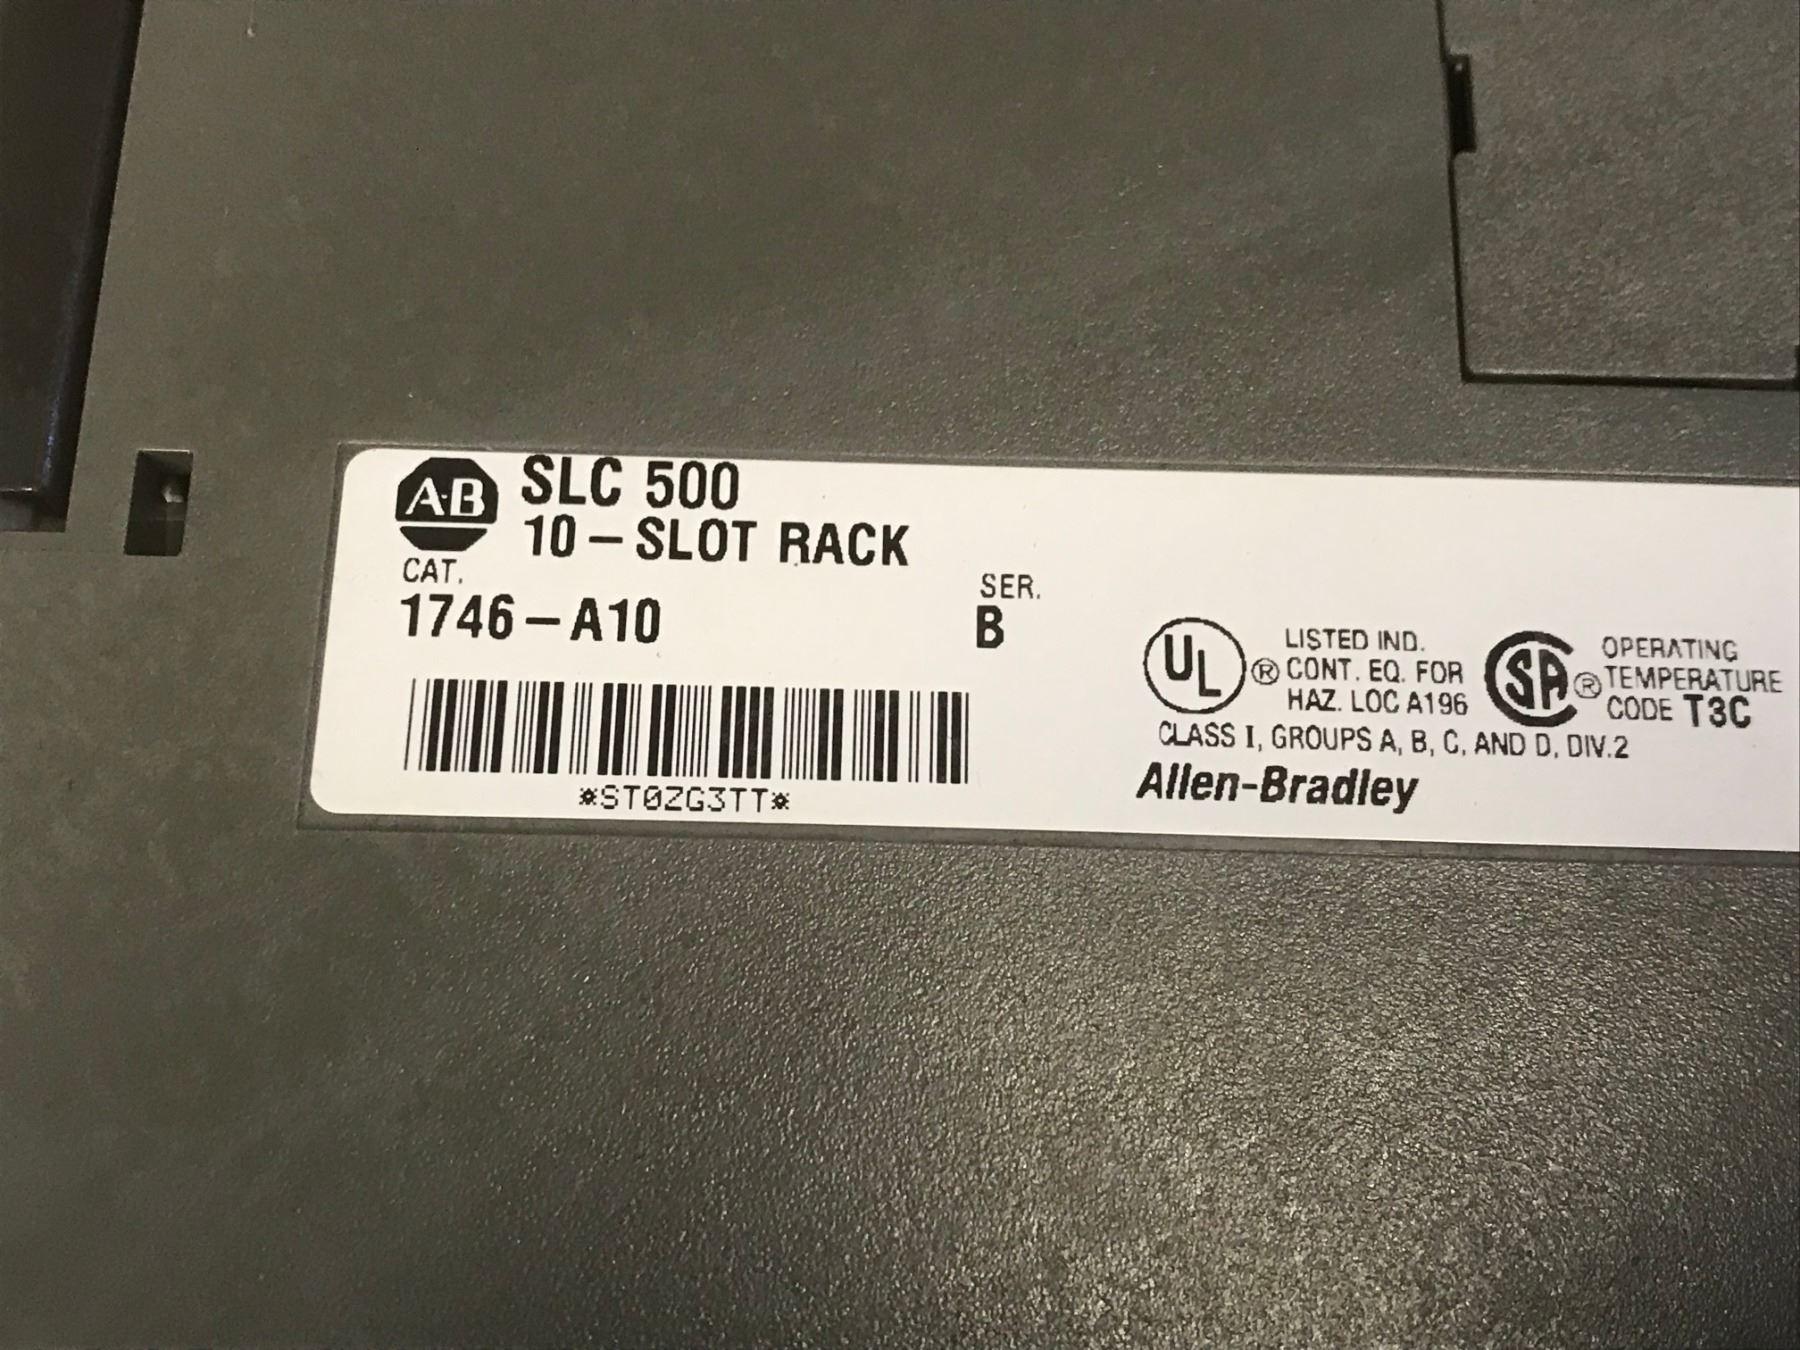 A·B
SLC 500
10-SLOT RACK
CAT.
1746-A10
SER.
B
*ST0ZG3TT*
UL ® LISTED IND.
CONT. EQ. FOR
HAZ. LOC A196
SA ® OPERATING
TEMPERATURE
CODE T3C
CLASS I, GROUPS A, B, C, AND D, DIV.2
Allen-Bradley